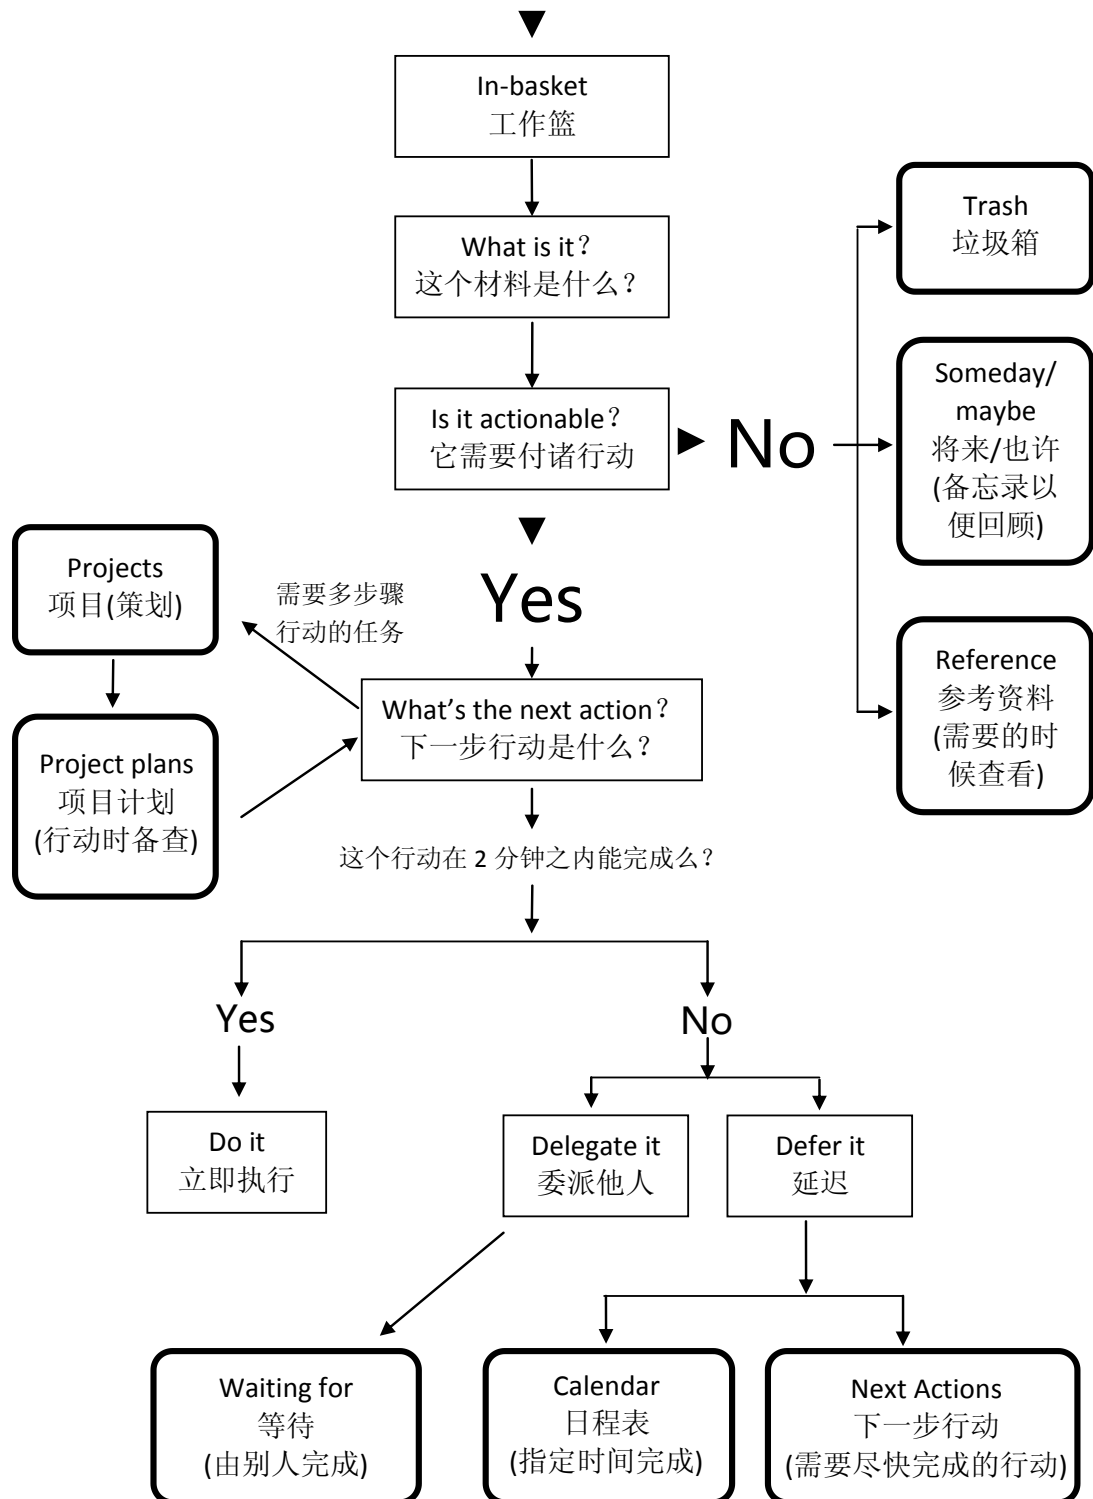 In-basket
工作篮
What is it?
这个材料是什么？
Is it actionable？
它需要付诸行动
No
Trash
垃圾箱
Someday/
maybe
将来/也许
(备忘录以
便回顾)
Reference
参考资料
(需要的时
候查看)
Yes
Projects
项目(策划)
需要多步骤
行动的任务
Project plans
项目计划
(行动时备查)
What’s the next action？
下一步行动是什么？
这个行动在 2 分钟之内能完成么？
Yes
No
Do it
立即执行
Delegate it
委派他人
Defer it
延迟
Waiting for
等待
(由别人完成)
Calendar
日程表
(指定时间完成)
Next Actions
下一步行动
(需要尽快完成的行动)